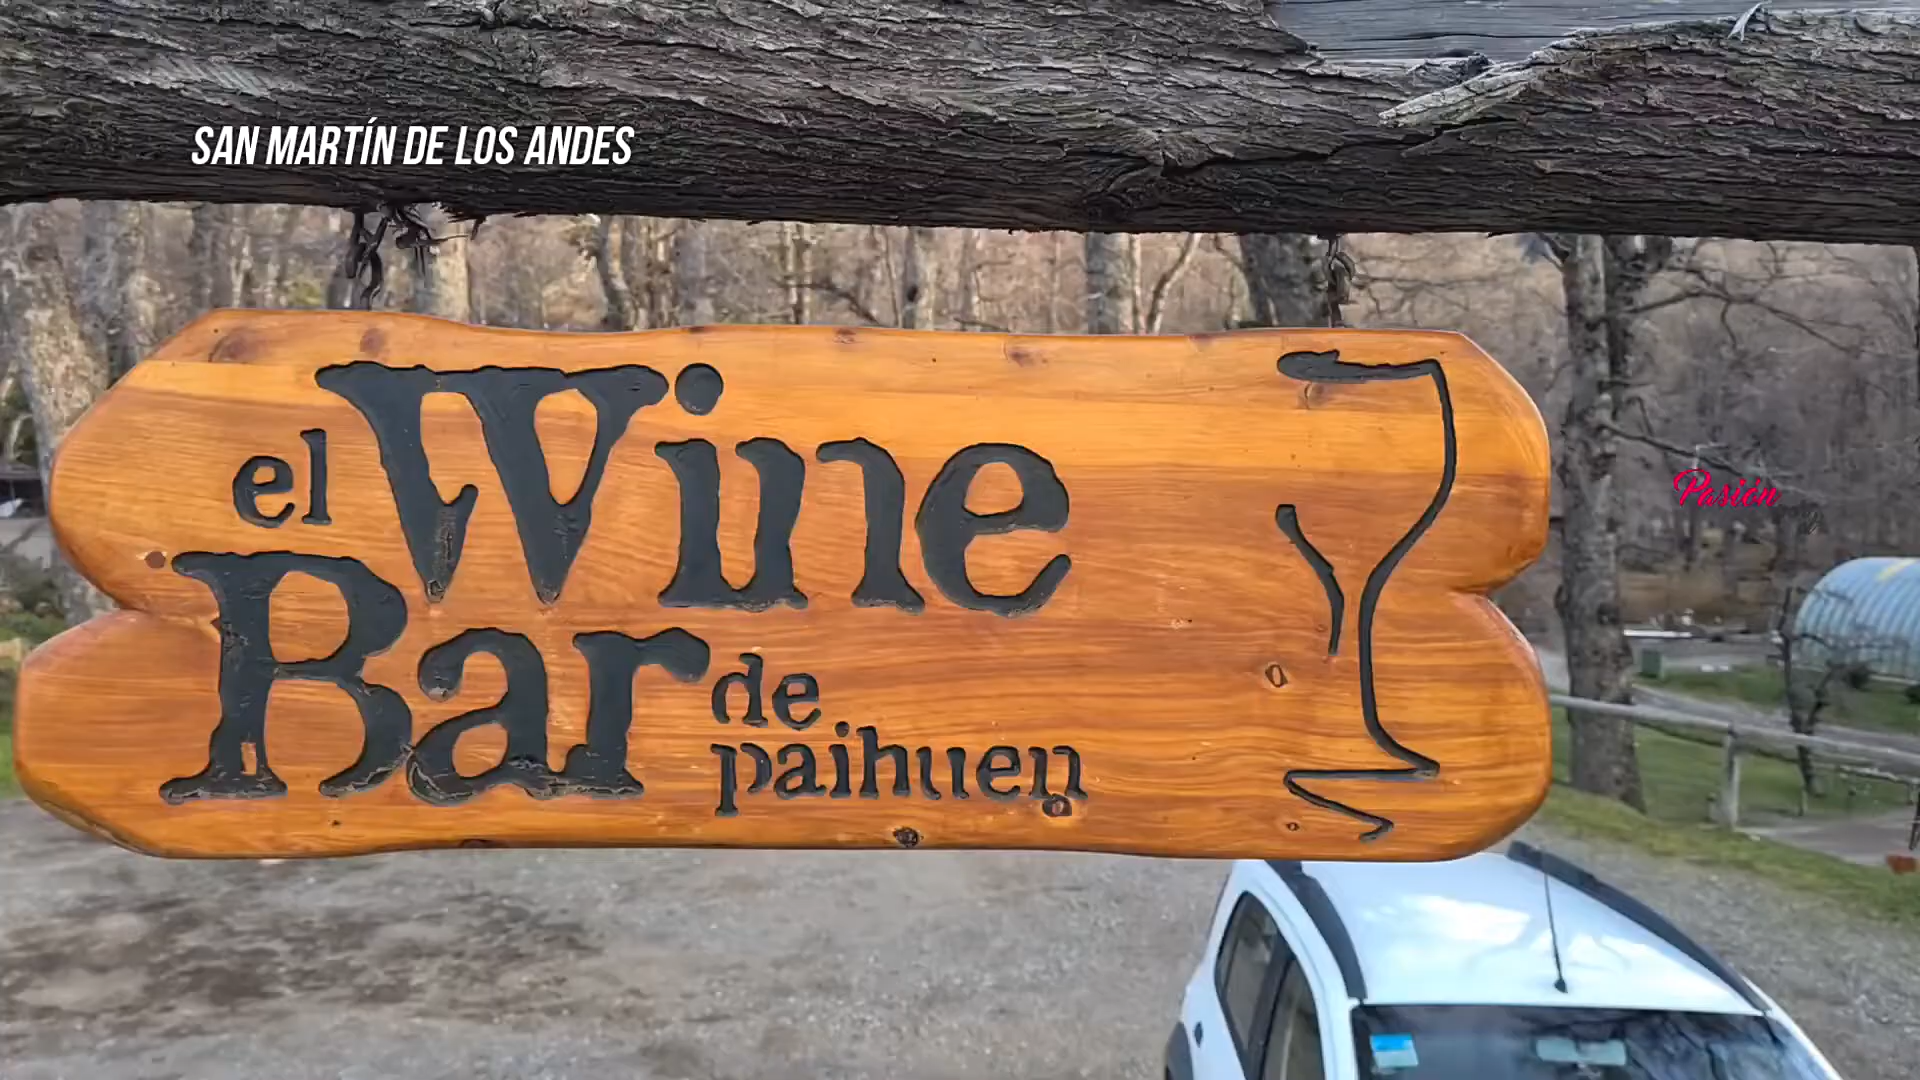 SAN MARTÍN DE LOS ANDES
el Wine
Bar de
paihuen
Pasión